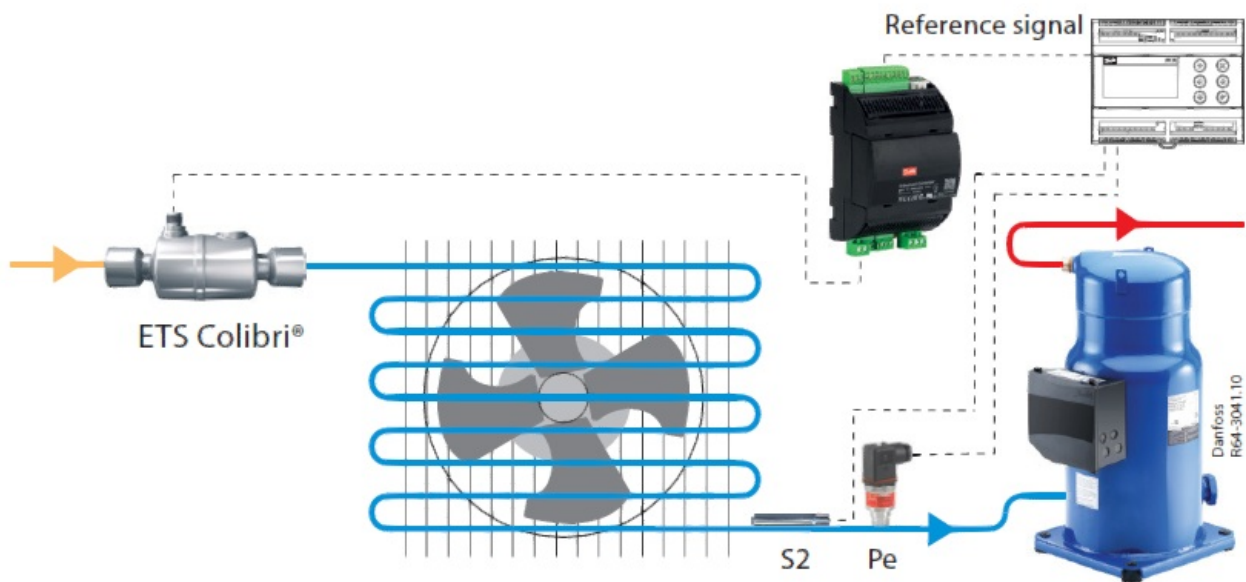 Reference signal
ETS Colibri®
S2
Pe
Danfoss
R64-3041.10